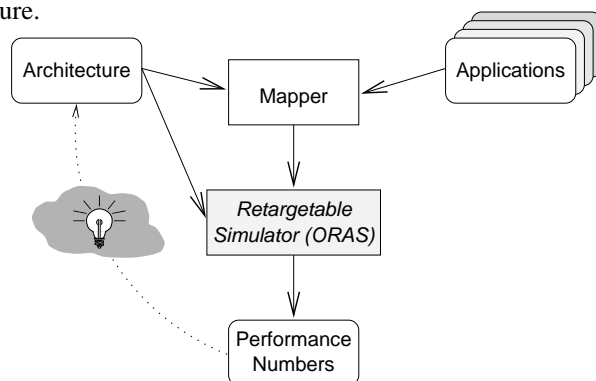 ure.
Architecture
Mapper
Applications
Retargetable
Simulator (ORAS)
Performance
Numbers